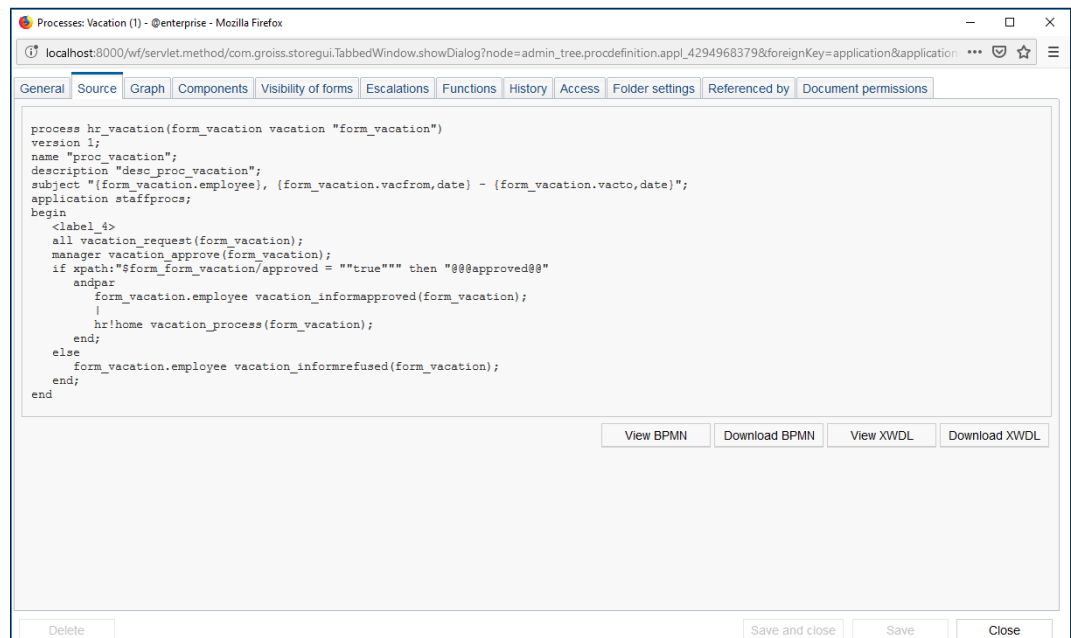 Processes: Vacation (1) - @enterprise - Mozilla Firefox
localhost:8000/wf/servlet.method/com.groiss.storegui.TabbedWindow.showDialog?node=admin_tree.procdefinition.appl_4294968379&foreignKey=application&application
General Source Graph Components Visibility of forms Escalations Functions History Access Folder settings Referenced by Document permissions
process hr_vacation(form_vacation vacation "form_vacation")
version 1;
name "proc_vacation";
description "desc_proc_vacation";
subject "{form_vacation.employee}, {form_vacation.vacfrom,date} - {form_vacation.vacto,date}";
application staffprocs;
begin
   <label_4>
   all vacation_request(form_vacation);
   manager vacation_approve(form_vacation);
   if xpath:"$form_form_vacation/approved = ""true""" then "@@@approved@@"
      andpar
         form_vacation.employee vacation_informapproved(form_vacation);
         |
         hr!home vacation_process(form_vacation);
      end;
   else
      form_vacation.employee vacation_informrefused(form_vacation);
   end;
end
View BPMN Download BPMN View XWDL Download XWDL
Delete Save and close Save Close